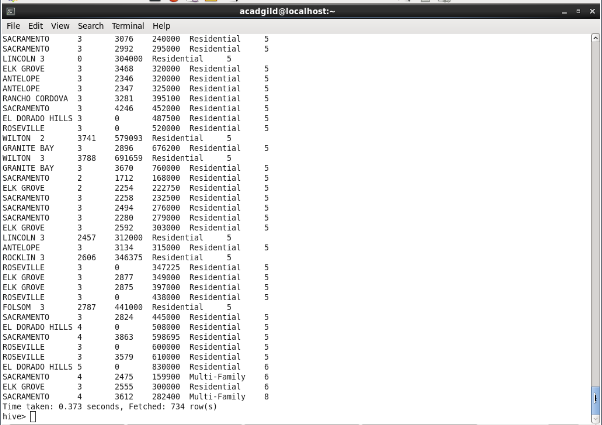 acadgild@localhost:~
File Edit View Search Terminal Help
SACRAMENTO 3 3076 240000 Residential 5
SACRAMENTO 3 2992 295000 Residential 5
LINCOLN 3 0 304000 Residential 5
ELK GROVE 3 3468 320000 Residential 5
ANTELOPE 3 2346 320000 Residential 5
ANTELOPE 3 2347 325000 Residential 5
RANCHO CORDOVA 3 3281 395100 Residential 5
SACRAMENTO 3 4246 452000 Residential 5
EL DORADO HILLS 3 0 487500 Residential 5
ROSEVILLE 3 0 520000 Residential 5
WILTON 2 3741 579093 Residential 5
GRANITE BAY 3 2896 676200 Residential 5
WILTON 3 3788 691659 Residential 5
GRANITE BAY 3 3670 760000 Residential 5
SACRAMENTO 2 1712 168000 Residential 5
ELK GROVE 2 2254 222750 Residential 5
SACRAMENTO 3 2258 232500 Residential 5
SACRAMENTO 3 2494 276000 Residential 5
SACRAMENTO 3 2280 279000 Residential 5
ELK GROVE 3 2592 303000 Residential 5
LINCOLN 3 2457 312000 Residential 5
ANTELOPE 3 3134 315000 Residential 5
ROCKLIN 3 2606 346375 Residential 5
ROSEVILLE 3 0 347225 Residential 5
ELK GROVE 3 2877 349000 Residential 5
ELK GROVE 3 2875 397000 Residential 5
ROSEVILLE 3 0 438000 Residential 5
FOLSOM 3 2787 441000 Residential 5
SACRAMENTO 3 2824 445000 Residential 5
EL DORADO HILLS 4 0 508000 Residential 5
SACRAMENTO 4 3863 598695 Residential 5
ROSEVILLE 3 0 600000 Residential 5
ROSEVILLE 3 3579 610000 Residential 5
EL DORADO HILLS 5 0 830000 Residential 6
SACRAMENTO 4 2475 159900 Multi-Family 6
ELK GROVE 3 2555 300000 Residential 6
SACRAMENTO 4 3612 282400 Multi-Family 8
Time taken: 0.373 seconds, Fetched: 734 row(s)
hive>